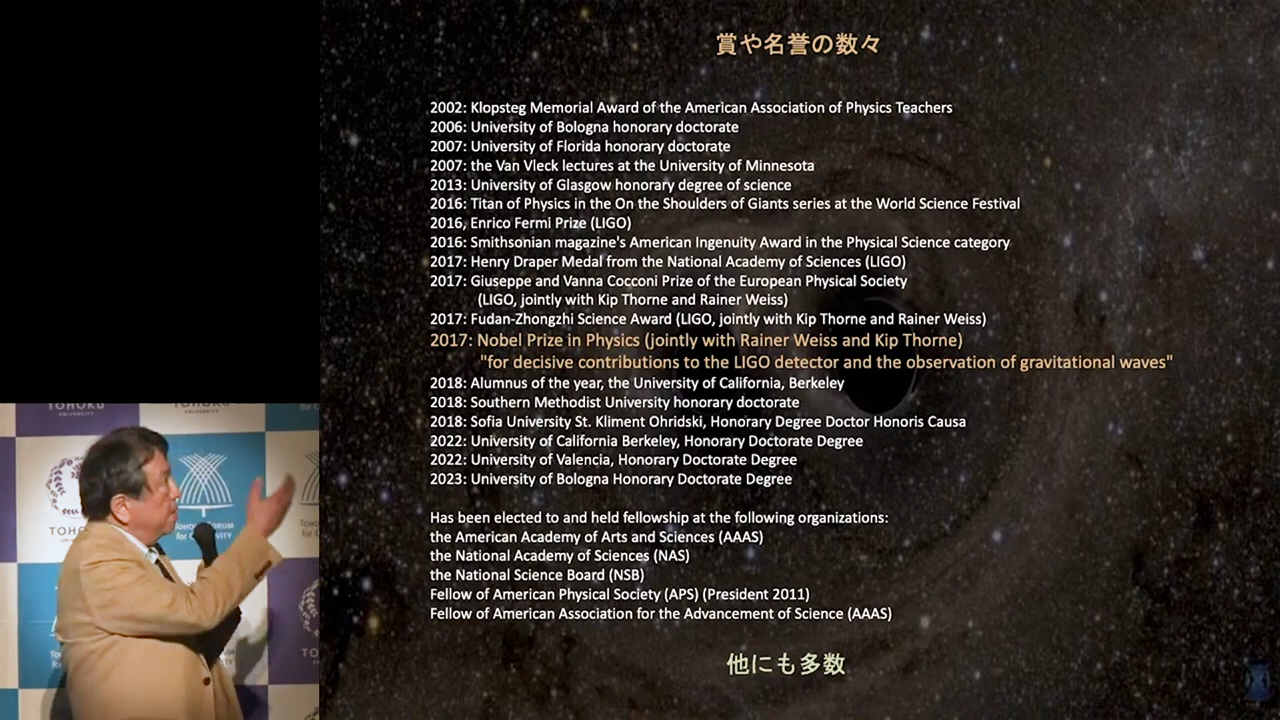 賞や名誉の数々
2002: Klopsteg Memorial Award of the American Association of Physics Teachers
2006: University of Bologna honorary doctorate
2007: University of Florida honorary doctorate
2007: the Van Vleck lectures at the University of Minnesota
2013: University of Glasgow honorary degree of science
2016: Titan of Physics in the On the Shoulders of Giants series at the World Science Festival
2016, Enrico Fermi Prize (LIGO)
2016: Smithsonian magazine's American Ingenuity Award in the Physical Science category
2017: Henry Draper Medal from the National Academy of Sciences (LIGO)
2017: Giuseppe and Vanna Cocconi Prize of the European Physical Society
(LIGO, jointly with Kip Thorne and Rainer Weiss)
2017: Fudan-Zhongzhi Science Award (LIGO, jointly with Kip Thorne and Rainer Weiss)
2017: Nobel Prize in Physics (jointly with Rainer Weiss and Kip Thorne)
"for decisive contributions to the LIGO detector and the observation of gravitational waves"
2018: Alumnus of the year, the University of California, Berkeley
2018: Southern Methodist University honorary doctorate
2018: Sofia University St. Kliment Ohridski, Honorary Degree Doctor Honoris Causa
2022: University of California Berkeley, Honorary Doctorate Degree
2022: University of Valencia, Honorary Doctorate Degree
2023: University of Bologna Honorary Doctorate Degree
Has been elected to and held fellowship at the following organizations:
the American Academy of Arts and Sciences (AAAS)
the National Academy of Sciences (NAS)
the National Science Board (NSB)
Fellow of American Physical Society (APS) (President 2011)
Fellow of American Association for the Advancement of Science (AAAS)
他にも多数
TOHOKU
UNIVERSITY